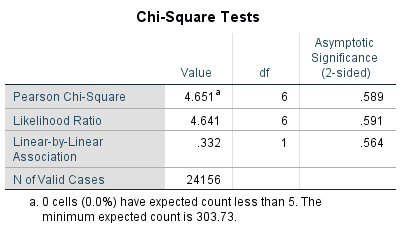 Chi-Square Tests
Asymptotic
Significance
Value df (2-sided)
Pearson Chi-Square 4.651a 6 .589
Likelihood Ratio 4.641 6 .591
Linear-by-Linear
Association .332 1 .564
N of Valid Cases 24156
a. 0 cells (0.0%) have expected count less than 5. The
minimum expected count is 303.73.